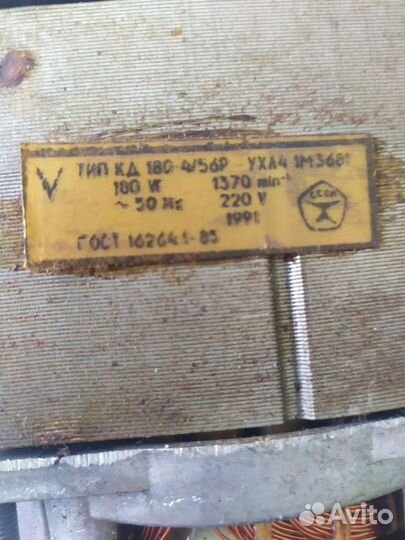 V ТИП КД 180-4/56Р УХЛ4 1М3681
180 W 1370 min⁻¹
~ 50 Hz 220 V
1991
ГОСТ 16264.1-85
СССР
Avito